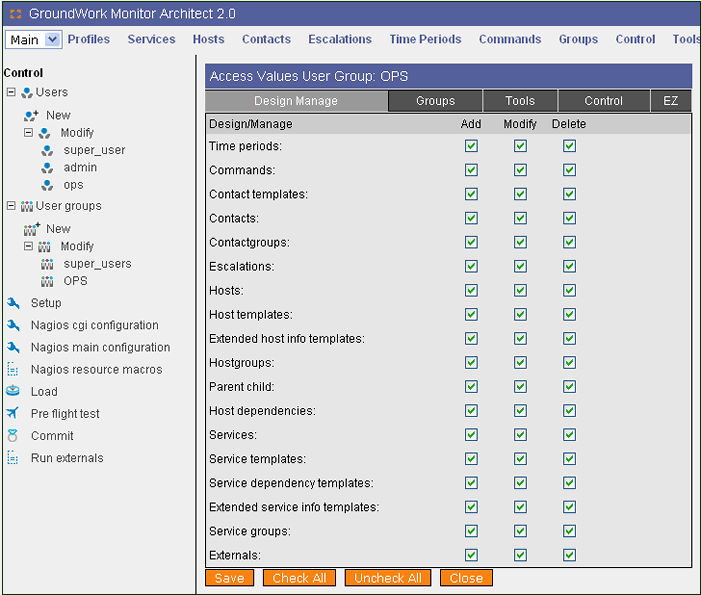 GroundWork Monitor Architect 2.0
Main Profiles Services Hosts Contacts Escalations Time Periods Commands Groups Control Tools
Control
Users
New
Modify
super_user
admin
ops
User groups
New
Modify
super_users
OPS
Setup
Nagios cgi configuration
Nagios main configuration
Nagios resource macros
Load
Pre flight test
Commit
Run externals
Access Values User Group: OPS
Design Manage Groups Tools Control EZ
Design/Manage Add Modify Delete
Time periods:
Commands:
Contact templates:
Contacts:
Contactgroups:
Escalations:
Hosts:
Host templates:
Extended host info templates:
Hostgroups:
Parent child:
Host dependencies:
Services:
Service templates:
Service dependency templates:
Extended service info templates:
Service groups:
Externals:
Save Check All Uncheck All Close